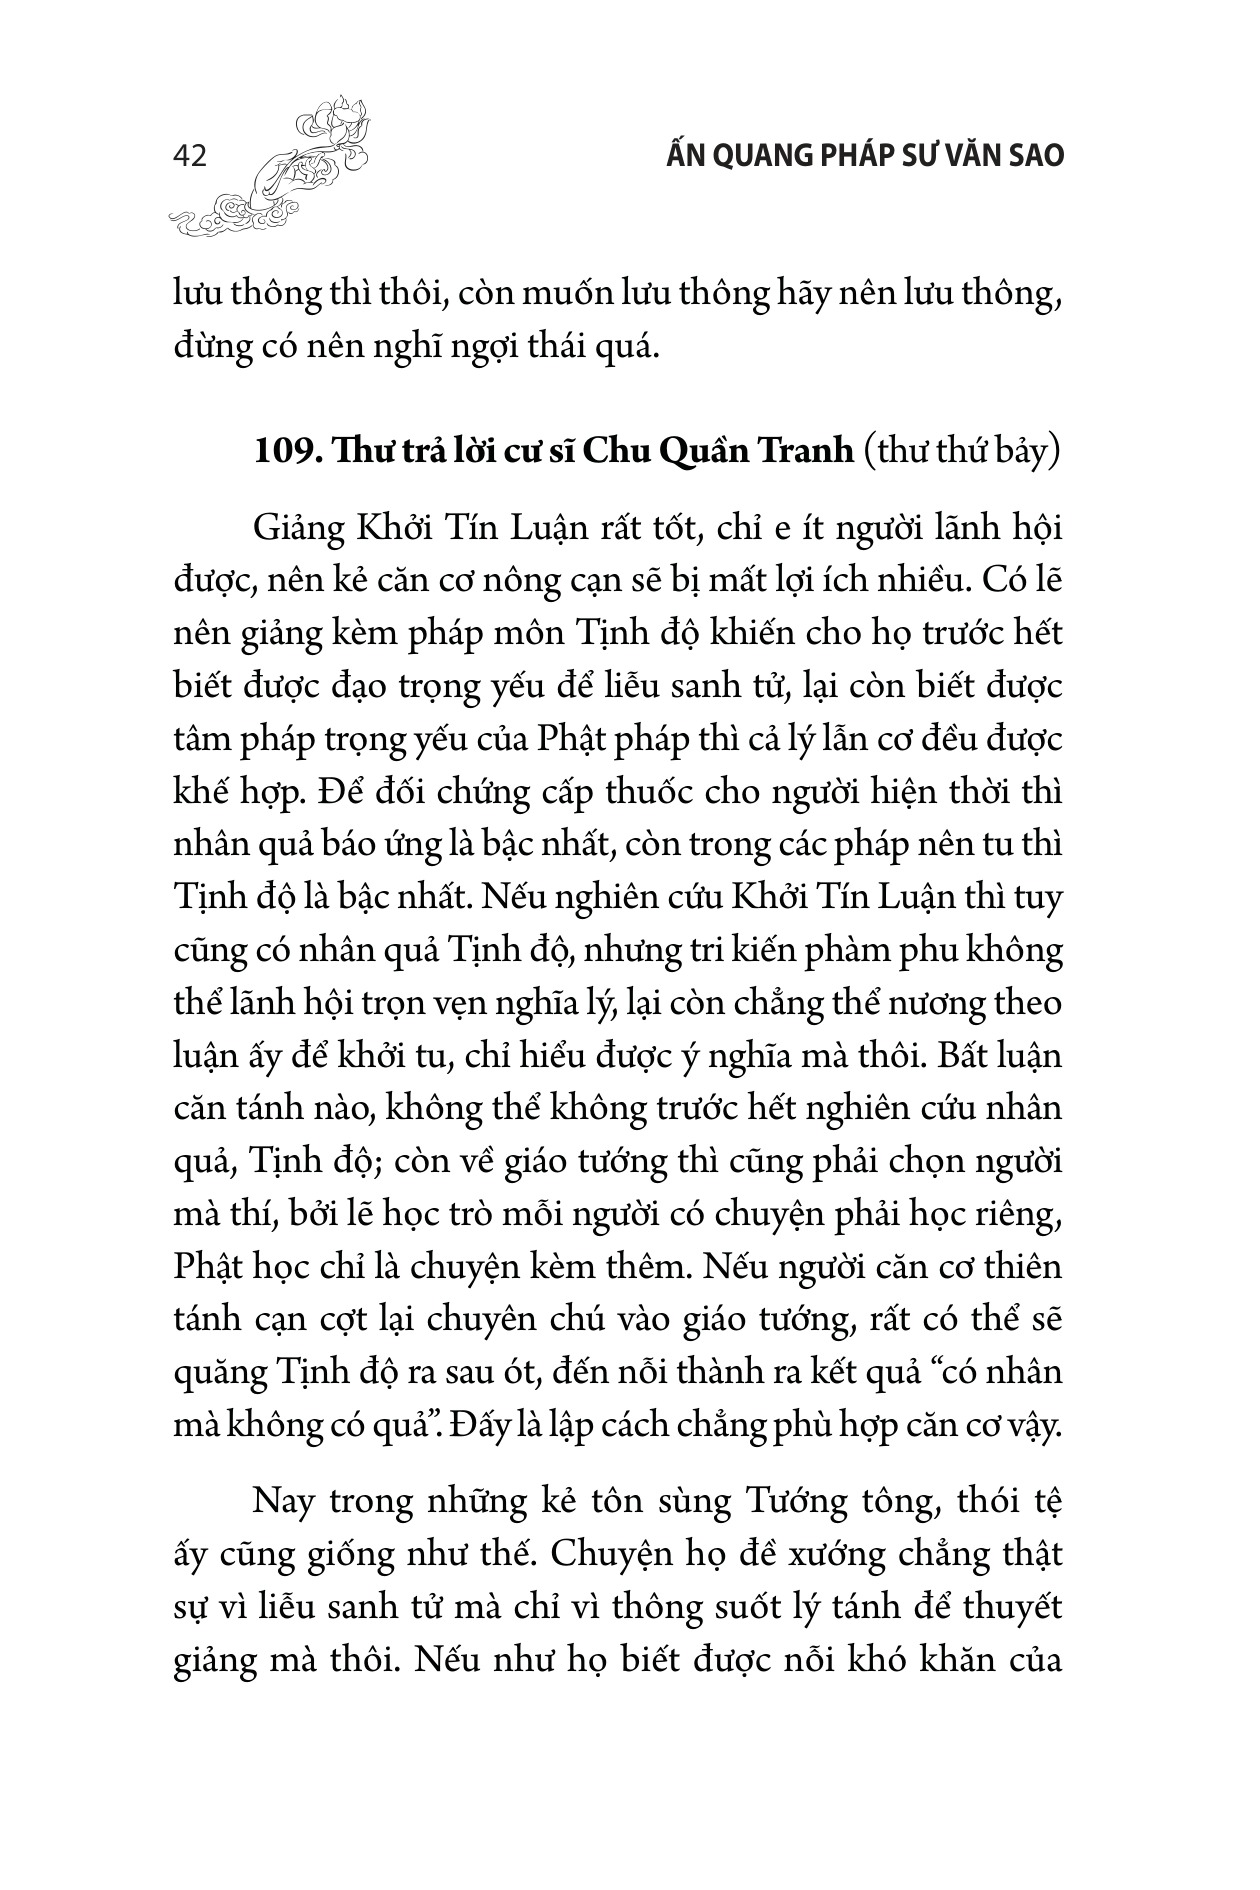 42
ẤN QUANG PHÁP SƯ VĂN SAO
lưu thông thì thôi, còn muốn lưu thông hãy nên lưu thông,
đừng có nên nghĩ ngợi thái quá.
109. Thư trả lời cư sĩ Chu Quần Tranh (thư thứ bảy)
Giảng Khởi Tín Luận rất tốt, chỉ e ít người lãnh hội
được, nên kẻ căn cơ nông cạn sẽ bị mất lợi ích nhiều. Có lẽ
nên giảng kèm pháp môn Tịnh độ khiến cho họ trước hết
biết được đạo trọng yếu để liễu sanh tử, lại còn biết được
tâm pháp trọng yếu của Phật pháp thì cả lý lẫn cơ đều được
khế hợp. Để đối chứng cấp thuốc cho người hiện thời thì
nhân quả báo ứng là bậc nhất, còn trong các pháp nên tu thì
Tịnh độ là bậc nhất. Nếu nghiên cứu Khởi Tín Luận thì tuy
cũng có nhân quả Tịnh độ, nhưng tri kiến phàm phu không
thể lãnh hội trọn vẹn nghĩa lý, lại còn chẳng thể nương theo
luận ấy để khởi tu, chỉ hiểu được ý nghĩa mà thôi. Bất luận
căn tánh nào, không thể không trước hết nghiên cứu nhân
quả, Tịnh độ; còn về giáo tướng thì cũng phải chọn người
mà thí, bởi lẽ học trò mỗi người có chuyện phải học riêng,
Phật học chỉ là chuyện kèm thêm. Nếu người căn cơ thiên
tánh cạn cợt lại chuyên chú vào giáo tướng, rất có thể sẽ
quăng Tịnh độ ra sau ót, đến nỗi thành ra kết quả “có nhân
mà không có quả”. Đấy là lập cách chẳng phù hợp căn cơ vậy.
Nay trong những kẻ tôn sùng Tướng tông, thói tệ
ấy cũng giống như thế. Chuyện họ đề xướng chẳng thật
sự vì liễu sanh tử mà chỉ vì thông suốt lý tánh để thuyết
giảng mà thôi. Nếu như họ biết được nỗi khó khăn của